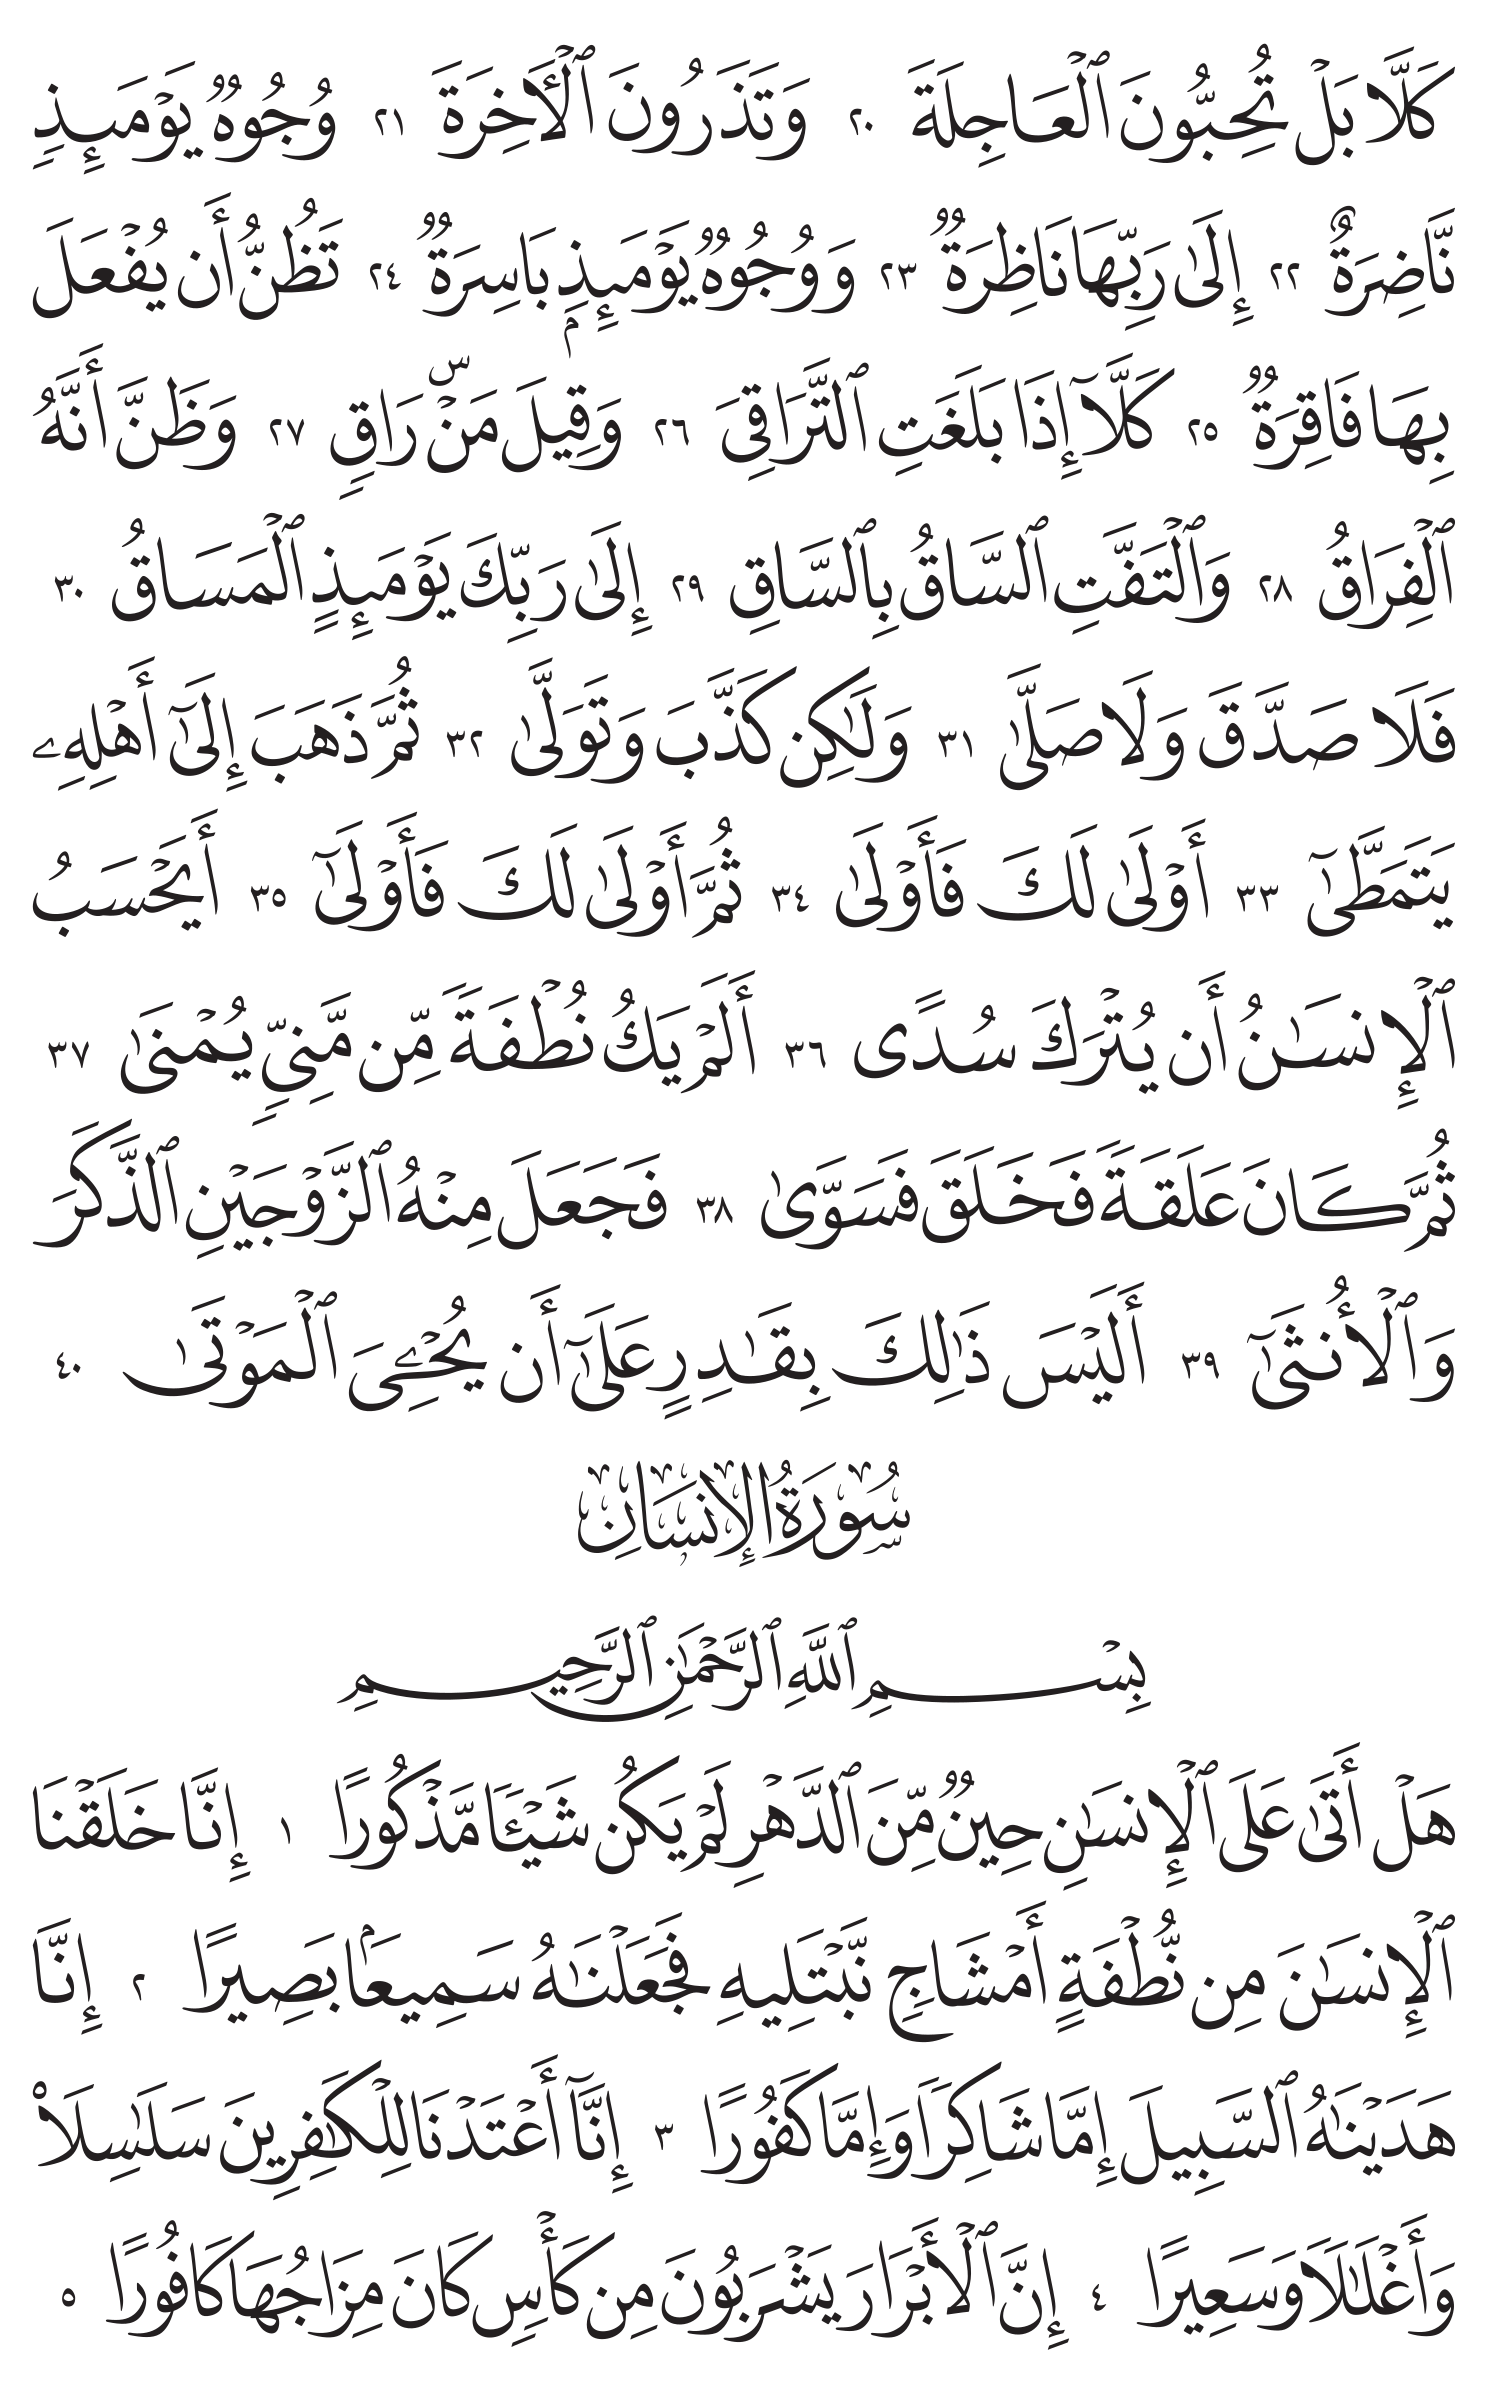 كَلَّا بَلۡ تُحِبُّونَ ٱلۡعَاجِلَةَ ٢٠ وَتَذَرُونَ ٱلۡأٓخِرَةَ ٢١ وُجُوهٞ يَوۡمَئِذٖ
نَّاضِرَةٌ ٢٢ إِلَىٰ رَبِّهَا نَاظِرَةٞ ٢٣ وَوُجُوهٞ يَوۡمَئِذِۭ بَاسِرَةٞ ٢٤ تَظُنُّ أَن يُفۡعَلَ
بِهَا فَاقِرَةٞ ٢٥ كَلَّآ إِذَا بَلَغَتِ ٱلتَّرَاقِيَ ٢٦ وَقِيلَ مَنۡۜ رَاقٖ ٢٧ وَظَنَّ أَنَّهُ
ٱلۡفِرَاقُ ٢٨ وَٱلۡتَفَّتِ ٱلسَّاقُ بِٱلسَّاقِ ٢٩ إِلَىٰ رَبِّكَ يَوۡمَئِذٍ ٱلۡمَسَاقُ ٣٠
فَلَا صَدَّقَ وَلَا صَلَّىٰ ٣١ وَلَٰكِن كَذَّبَ وَتَوَلَّىٰ ٣٢ ثُمَّ ذَهَبَ إِلَىٰٓ أَهۡلِهِۦ
يَتَمَطَّىٰٓ ٣٣ أَوۡلَىٰ لَكَ فَأَوۡلَىٰ ٣٤ ثُمَّ أَوۡلَىٰ لَكَ فَأَوۡلَىٰٓ ٣٥ أَيَحۡسَبُ
ٱلۡإِنسَٰنُ أَن يُتۡرَكَ سُدًى ٣٦ أَلَمۡ يَكُ نُطۡفَةٗ مِّن مَّنِيّٖ يُمۡنَىٰ ٣٧
ثُمَّ كَانَ عَلَقَةٗ فَخَلَقَ فَسَوَّىٰ ٣٨ فَجَعَلَ مِنۡهُ ٱلزَّوۡجَيۡنِ ٱلذَّكَرَ
وَٱلۡأُنثَىٰٓ ٣٩ أَلَيۡسَ ذَٰلِكَ بِقَٰدِرٍ عَلَىٰٓ أَن يُحۡـِۧيَ ٱلۡمَوۡتَىٰ ٤٠
سُورَةُ الإِنسَانِ
بِسۡمِ ٱللَّهِ ٱلرَّحۡمَٰنِ ٱلرَّحِيمِ
هَلۡ أَتَىٰ عَلَى ٱلۡإِنسَٰنِ حِينٞ مِّنَ ٱلدَّهۡرِ لَمۡ يَكُن شَيۡـٔٗا مَّذۡكُورًا ١ إِنَّا خَلَقۡنَا
ٱلۡإِنسَٰنَ مِن نُّطۡفَةٍ أَمۡشَاجٖ نَّبۡتَلِيهِ فَجَعَلۡنَٰهُ سَمِيعَۢا بَصِيرًا ٢ إِنَّا
هَدَيۡنَٰهُ ٱلسَّبِيلَ إِمَّا شَاكِرٗا وَإِمَّا كَفُورًا ٣ إِنَّآ أَعۡتَدۡنَا لِلۡكَٰفِرِينَ سَلَٰسِلَاْ
وَأَغۡلَٰلٗا وَسَعِيرًا ٤ إِنَّ ٱلۡأَبۡرَارَ يَشۡرَبُونَ مِن كَأۡسٖ كَانَ مِزَاجُهَا كَافُورًا ٥